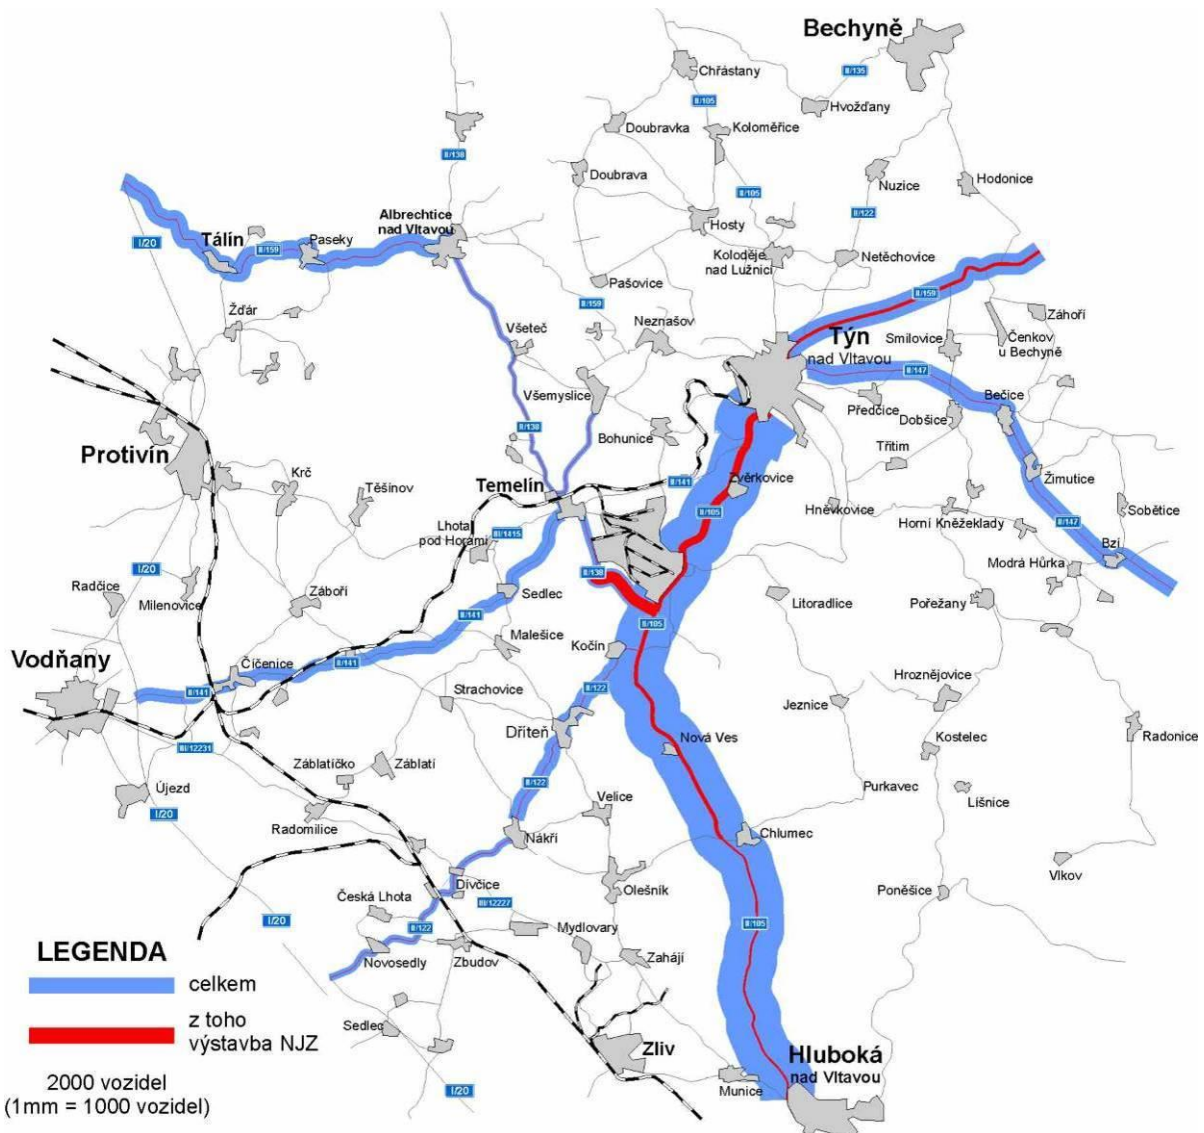 Bechyně
Chřástany
II/135
Hvožďany
II/105
Doubravka
Koloměřice
II/138
Doubrava
Nuzice
Hodonice
II/105
II/122
Albrechtice
nad Vltavou
Hosty
I/20
Tálín
II/159
Paseky
Koloděje
nad Lužnicí
Netěchovice
Pašovice
II/159
II/159
Žďár
Všeteč
Neznašov
Týn
nad Vltavou
Smilovice
Záhoří
Čenkov
u Bechyně
II/147
Všemyslice
Předčice
Bečice
Dobšice
II/138
Bohunice
Třitim
Protivín
Krč
Temelín
II/141
Zvěrkovice
Žimutice
Těšínov
Hněvkovice
Sobětice
Lhota
pod Horami
III/1415
II/105
Horní Kněžeklady
II/147
Bzí
I/20
II/138
Modrá Hůrka
Radčice
Milenovice
Záboří
Sedlec
Litoradlice
Pořežany
II/141
II/105
Malešice
Kočín
Vodňany
Číčenice
II/141
II/141
II/122
Hroznějovice
Strachovice
Jeznice
Dříteň
III/12231
Nová Ves
Kostelec
Radonice
Záblatíčko
Záblatí
II/122
Purkavec
Újezd
Líšnice
I/20
Velice
Radomilice
Nákří
Chlumec
Vlkov
Dívčice
Olešník
Poněšice
Česká Lhota
III/12227
I/20
II/122
II/105
Mydlovary
Novosedly
Zbudov
Zahájí
LEGENDA
celkem
z toho
výstavba NJZ
Sedlec
Zliv
Hluboká
nad Vltavou
2000 vozidel
(1mm = 1000 vozidel)
I/20
Munice